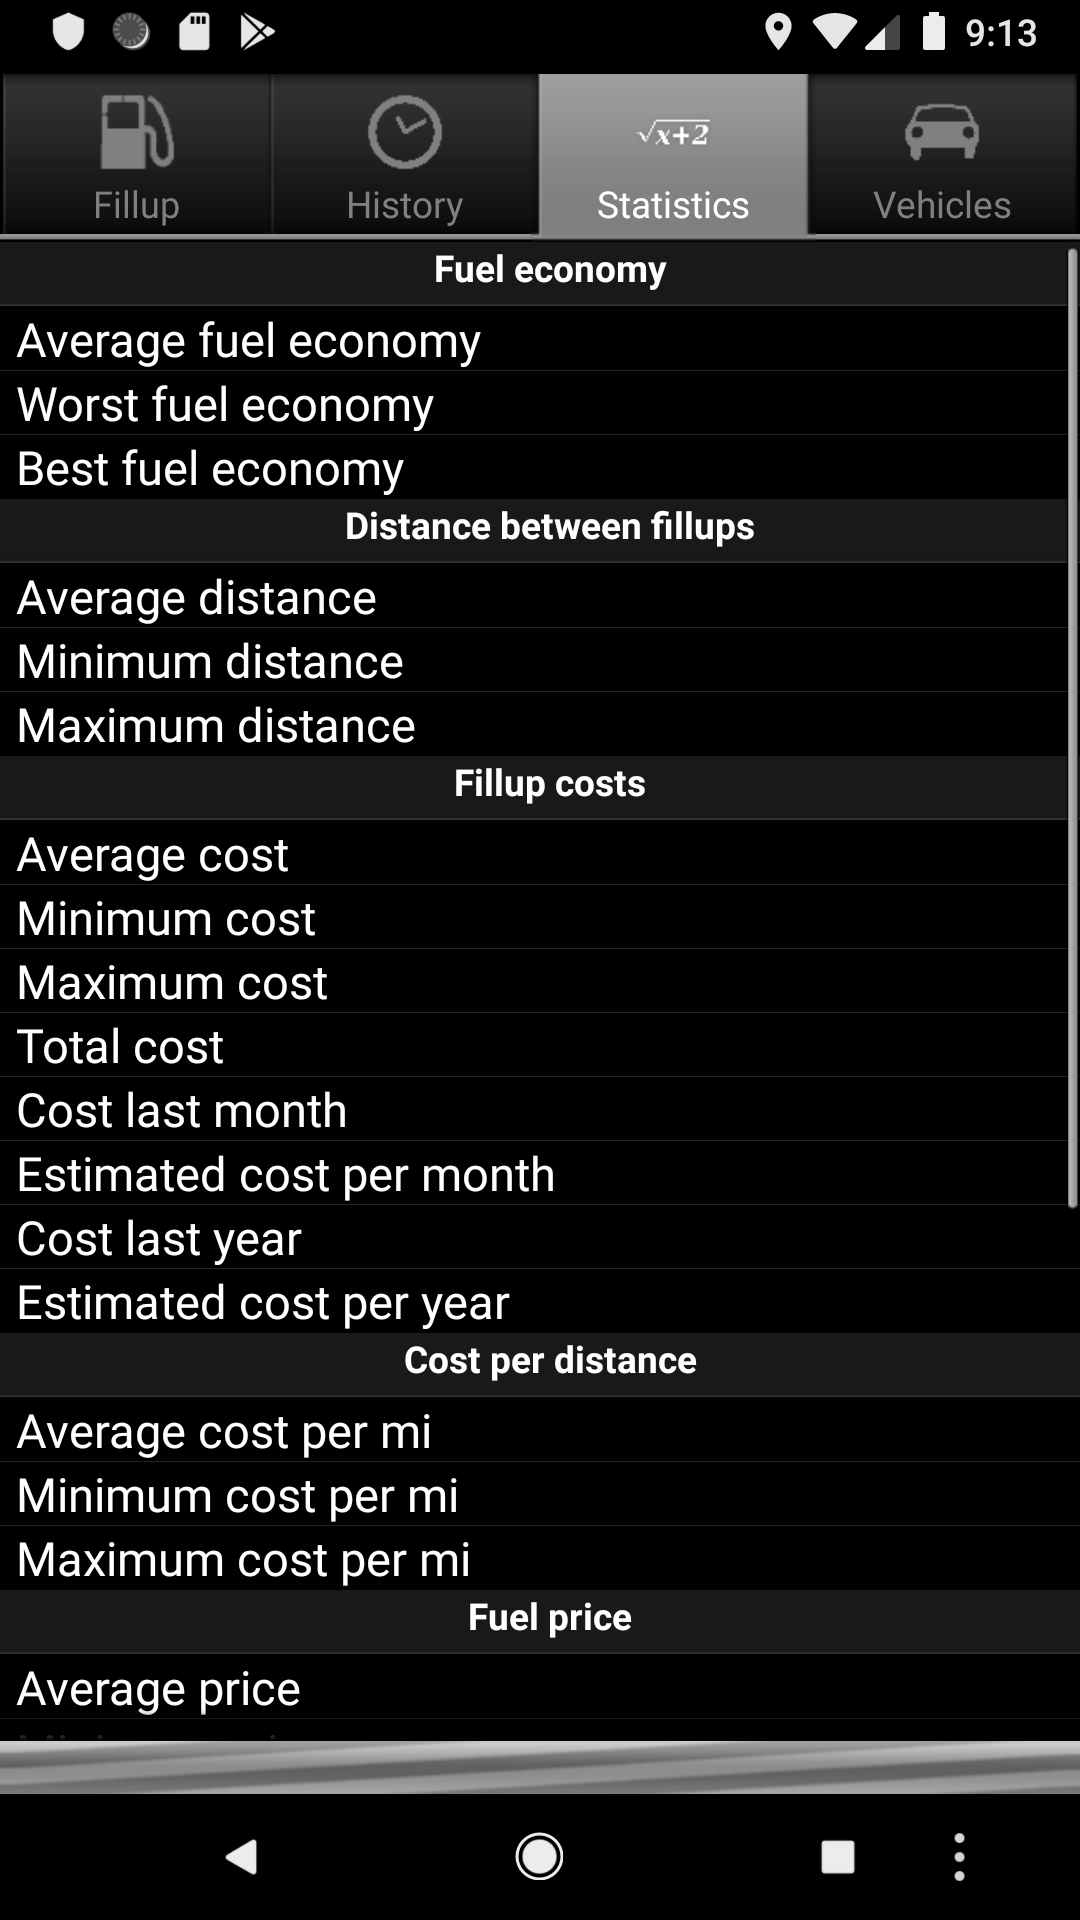 9:13
√x+2
Fillup
History
Statistics
Vehicles
Fuel economy
Average fuel economy
Worst fuel economy
Best fuel economy
Distance between fillups
Average distance
Minimum distance
Maximum distance
Fillup costs
Average cost
Minimum cost
Maximum cost
Total cost
Cost last month
Estimated cost per month
Cost last year
Estimated cost per year
Cost per distance
Average cost per mi
Minimum cost per mi
Maximum cost per mi
Fuel price
Average price